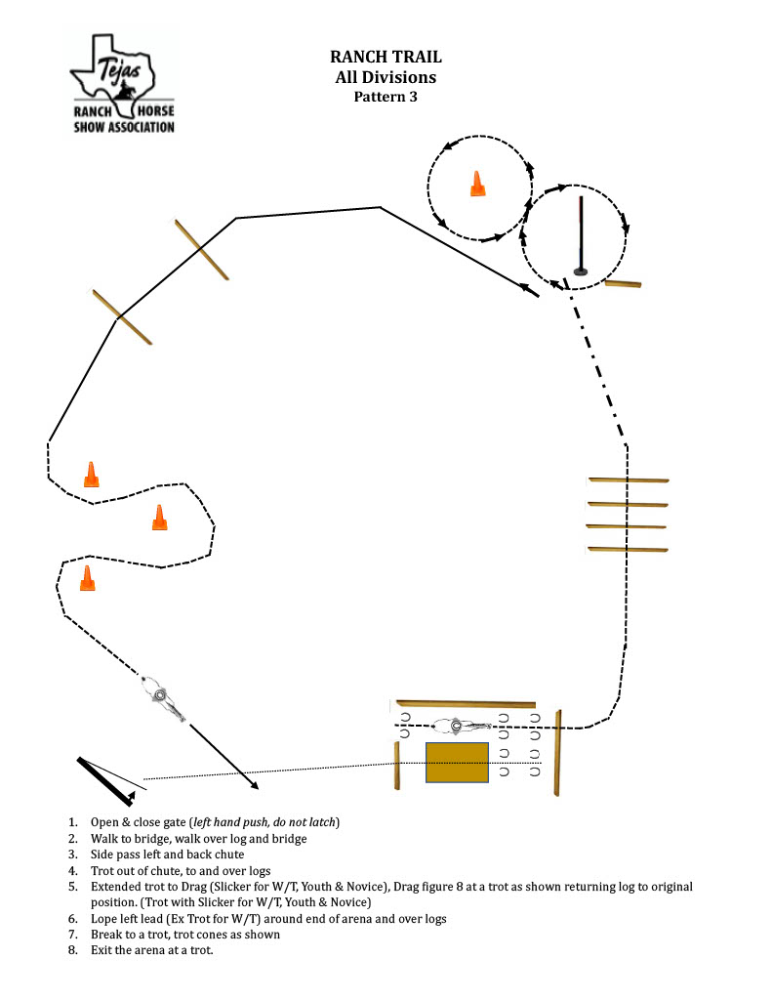 Tejas
RANCH HORSE
SHOW ASSOCIATION
RANCH TRAIL
All Divisions
Pattern 3
1. Open & close gate (left hand push, do not latch)
2. Walk to bridge, walk over log and bridge
3. Side pass left and back chute
4. Trot out of chute, to and over logs
5. Extended trot to Drag (Slicker for W/T, Youth & Novice), Drag figure 8 at a trot as shown returning log to original
position. (Trot with Slicker for W/T, Youth & Novice)
6. Lope left lead (Ex Trot for W/T) around end of arena and over logs
7. Break to a trot, trot cones as shown
8. Exit the arena at a trot.